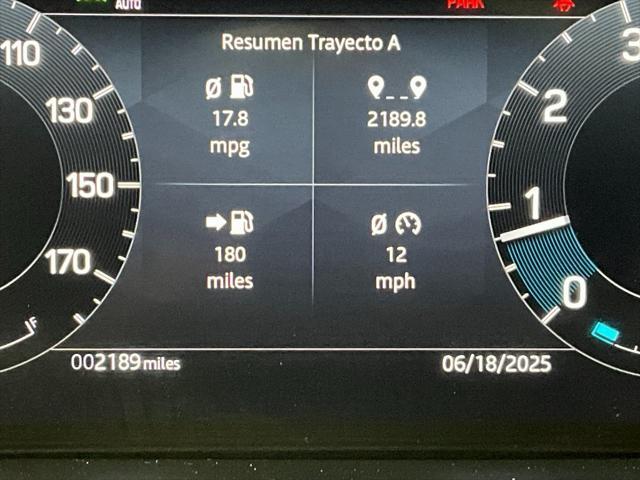 AUTO
PARK
110
130
150
170
F
Resumen Trayecto A
Ø
17.8
mpg
2189.8
miles
180
miles
Ø
12
mph
3
2
1
0
002189 miles
06/18/2025